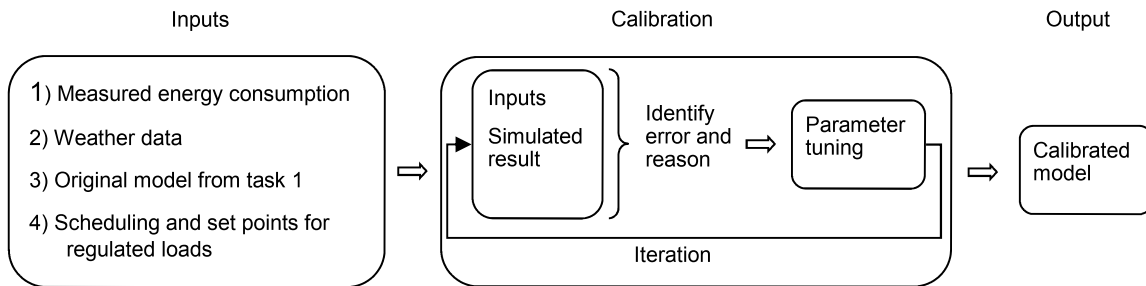 Inputs
Calibration
Output
1) Measured energy consumption
2) Weather data
3) Original model from task 1
4) Scheduling and set points for
regulated loads
Inputs
Simulated
result
Identify
error and
reason
Parameter
tuning
Iteration
Calibrated
model